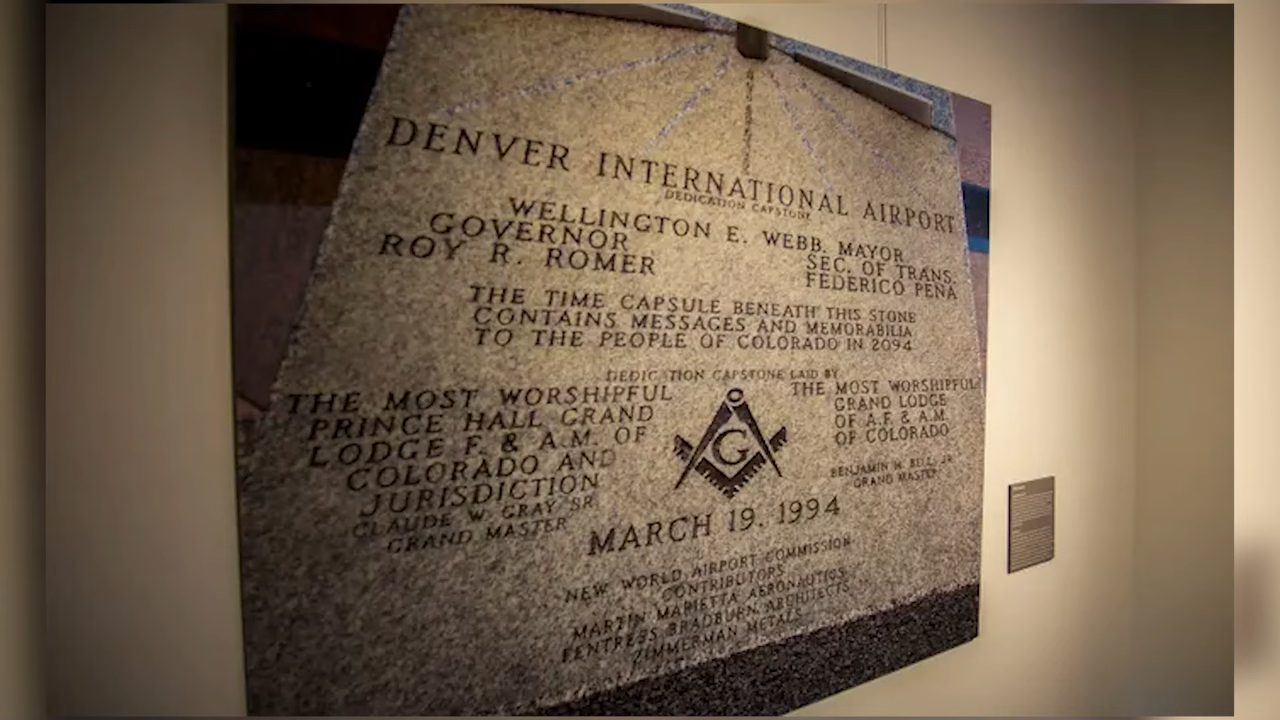 DENVER INTERNATIONAL AIRPORT
DEDICATION CAPSTONE
WELLINGTON E. WEBB. MAYOR
GOVERNOR
ROY R. ROMER
SEC. OF TRANS.
FEDERICO PEÑA
THE TIME CAPSULE BENEATH THIS STONE
CONTAINS MESSAGES AND MEMORABILIA
TO THE PEOPLE OF COLORADO IN 2094
DEDICATION CAPSTONE LAID BY
THE MOST WORSHIPFUL
PRINCE HALL GRAND
LODGE F. & A.M. OF
COLORADO AND
JURISDICTION
CLAUDE W. GRAY SR
GRAND MASTER
G
THE MOST WORSHIPFUL
GRAND LODGE
OF A.F. & A.M.
OF COLORADO
BENJAMIN H. BELL, JR.
GRAND MASTER
MARCH 19. 1994
NEW WORLD AIRPORT COMMISSION
CONTRIBUTORS
MARTIN MARIETTA AERONAUTICS
FENTRESS BRADBURN ARCHITECTS
ZIMMERMAN METALS